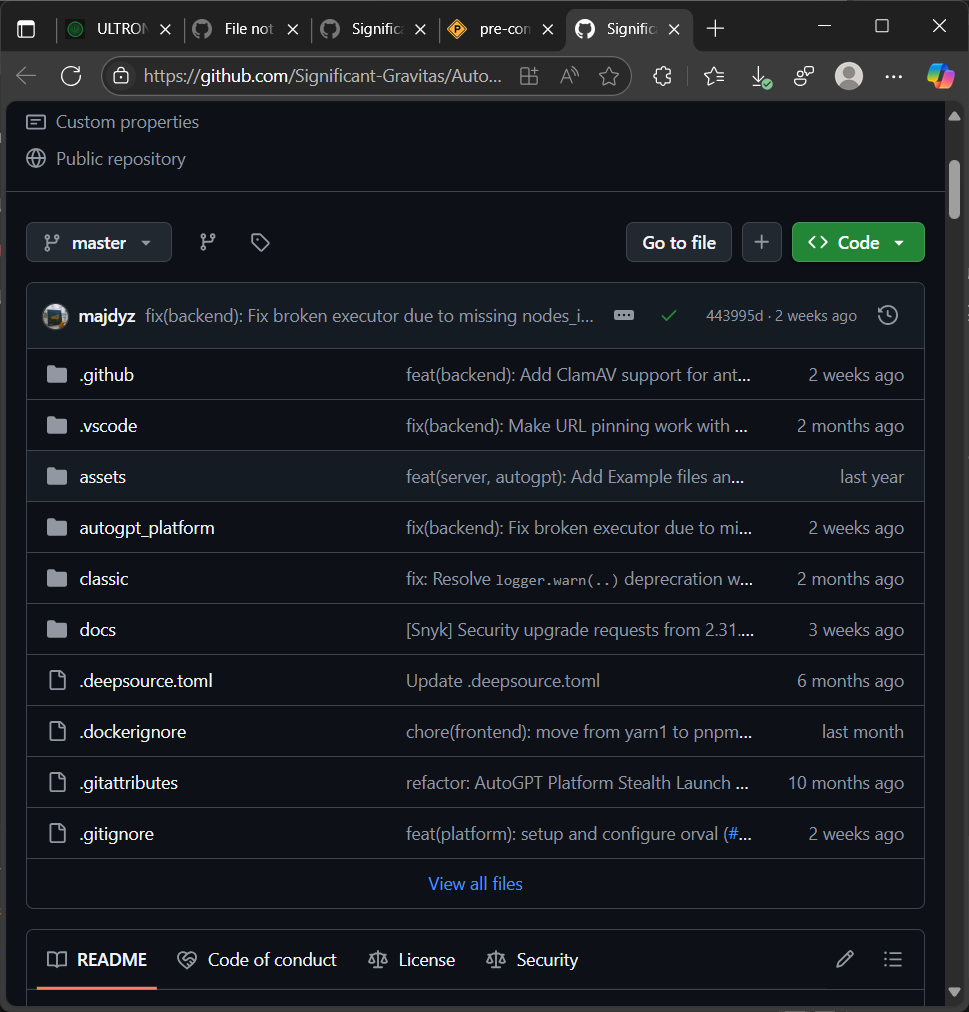 ULTRON
File not
Signific
pre-con
Signific
https://github.com/Significant-Gravitas/Auto...
Custom properties
Public repository
master
Go to file
Code
majdyz fix(backend): Fix broken executor due to missing nodes_i... 443995d · 2 weeks ago
.github feat(backend): Add ClamAV support for ant... 2 weeks ago
.vscode fix(backend): Make URL pinning work with ... 2 months ago
assets feat(server, autogpt): Add Example files an... last year
autogpt_platform fix(backend): Fix broken executor due to mi... 2 weeks ago
classic fix: Resolve logger.warn(..) deprecration w... 2 months ago
docs [Snyk] Security upgrade requests from 2.31.... 3 weeks ago
.deepsource.toml Update .deepsource.toml 6 months ago
.dockerignore chore(frontend): move from yarn1 to pnpm... last month
.gitattributes refactor: AutoGPT Platform Stealth Launch ... 10 months ago
.gitignore feat(platform): setup and configure orval (#... 2 weeks ago
View all files
README Code of conduct License Security